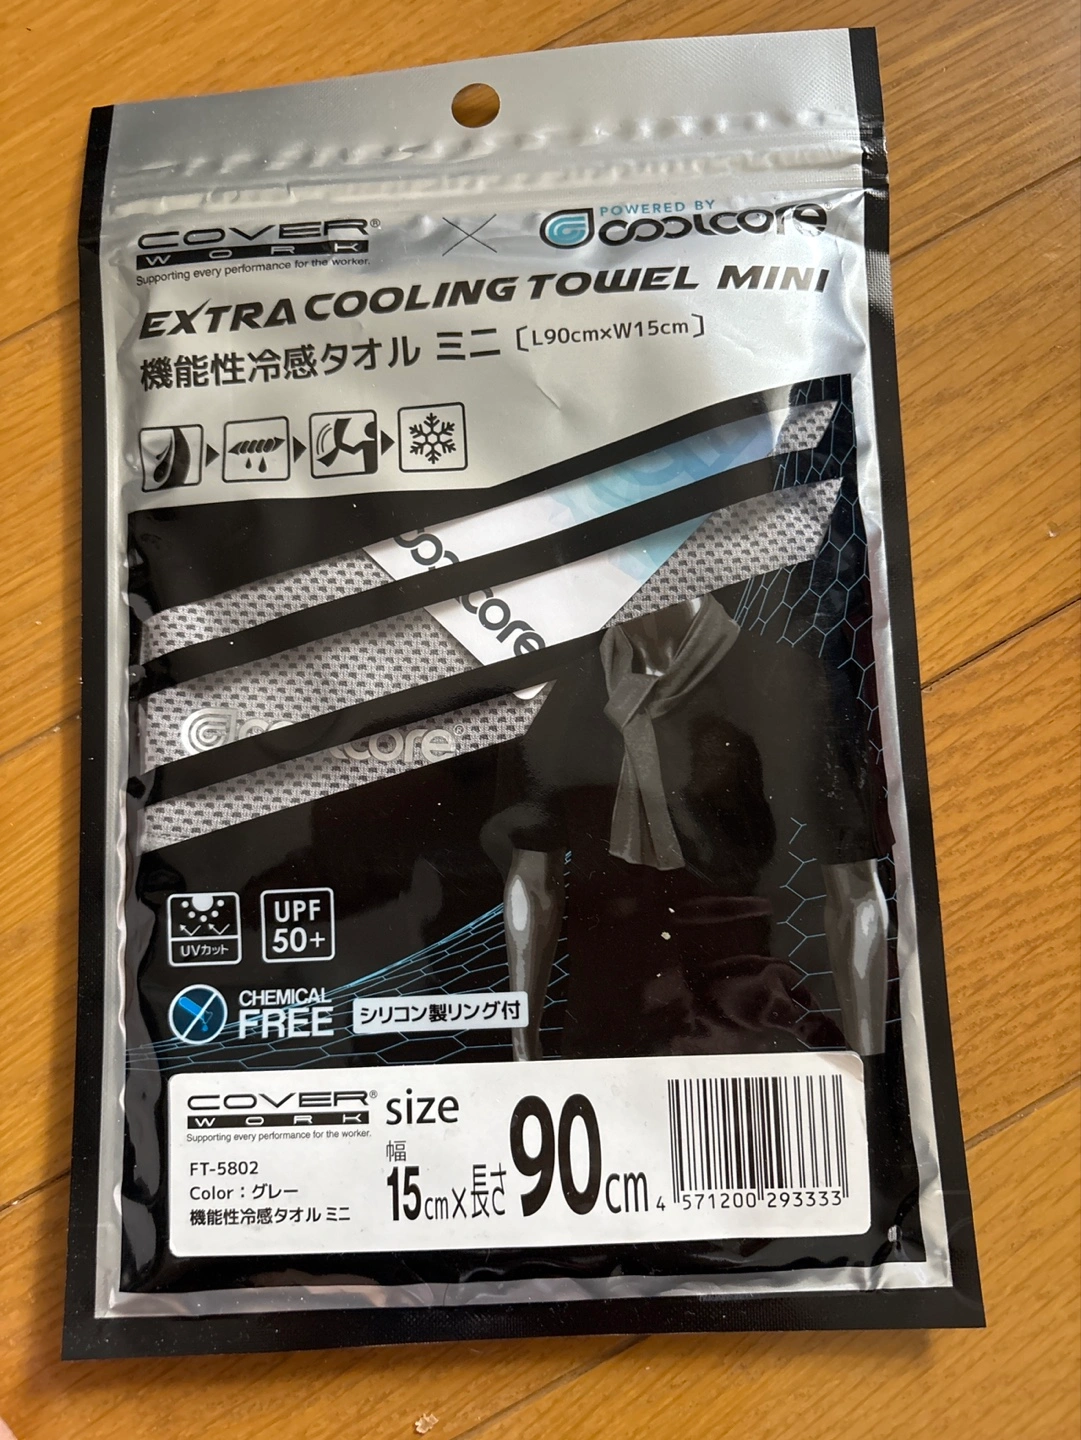 COVER®
WORK
Supporting every performance for the worker.
POWERED BY
coolcore®
EXTRA COOLING TOWEL MINI
機能性冷感タオル ミニ〔L90cm×W15cm〕
coolcore
coolcore®
UVカット
UPF
50+
CHEMICAL
FREE
シリコン製リング付
COVER®
WORK
Supporting every performance for the worker.
FT-5802
Color：グレー
機能性冷感タオル ミニ
size
幅
15cm×長さ90cm
4 571200 293333